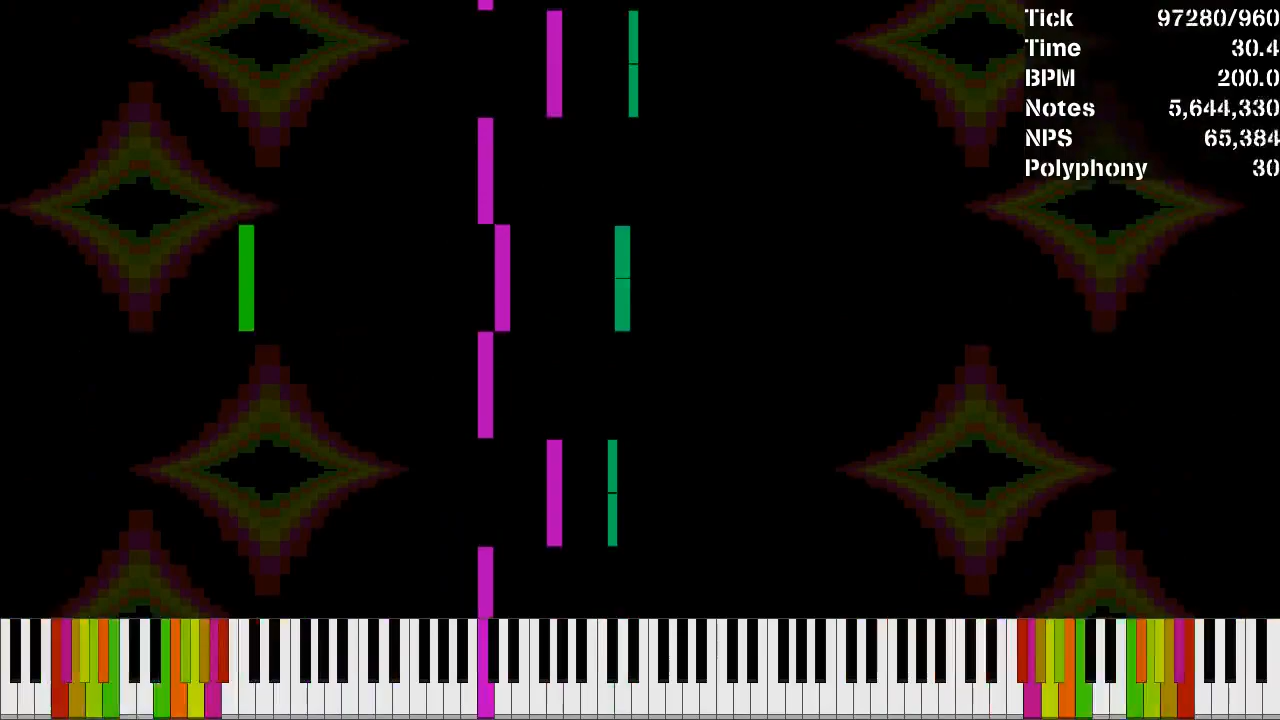 Tick 97280/960
Time 30.4
BPM 200.0
Notes 5,644,330
NPS 65,384
Polyphony 30